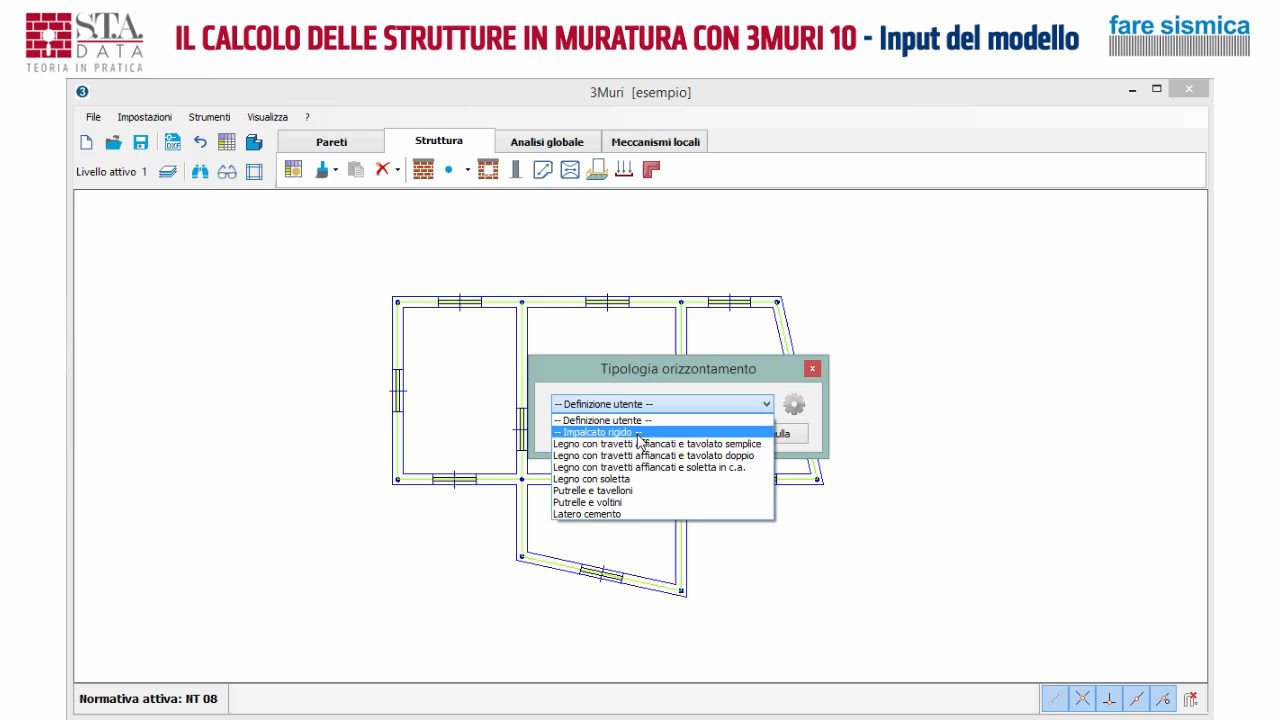 S.T.A.
DATA
TEORIA IN PRATICA
IL CALCOLO DELLE STRUTTURE IN MURATURA CON 3MURI 10 - Input del modello
fare sismica
3
3Muri [esempio]
File Impostazioni Strumenti Visualizza ?
DXF
Pareti Struttura Analisi globale Meccanismi locali
Livello attivo 1
Tipologia orizzontamento
x
-- Definizione utente --
-- Definizione utente --
-- Impalcato rigido --
ulla
Legno con travetti affiancati e tavolato semplice
Legno con travetti affiancati e tavolato doppio
Legno con travetti affiancati e soletta in c.a.
Legno con soletta
Putrelle e tavelloni
Putrelle e voltini
Latero cemento
Normativa attiva: NT 08